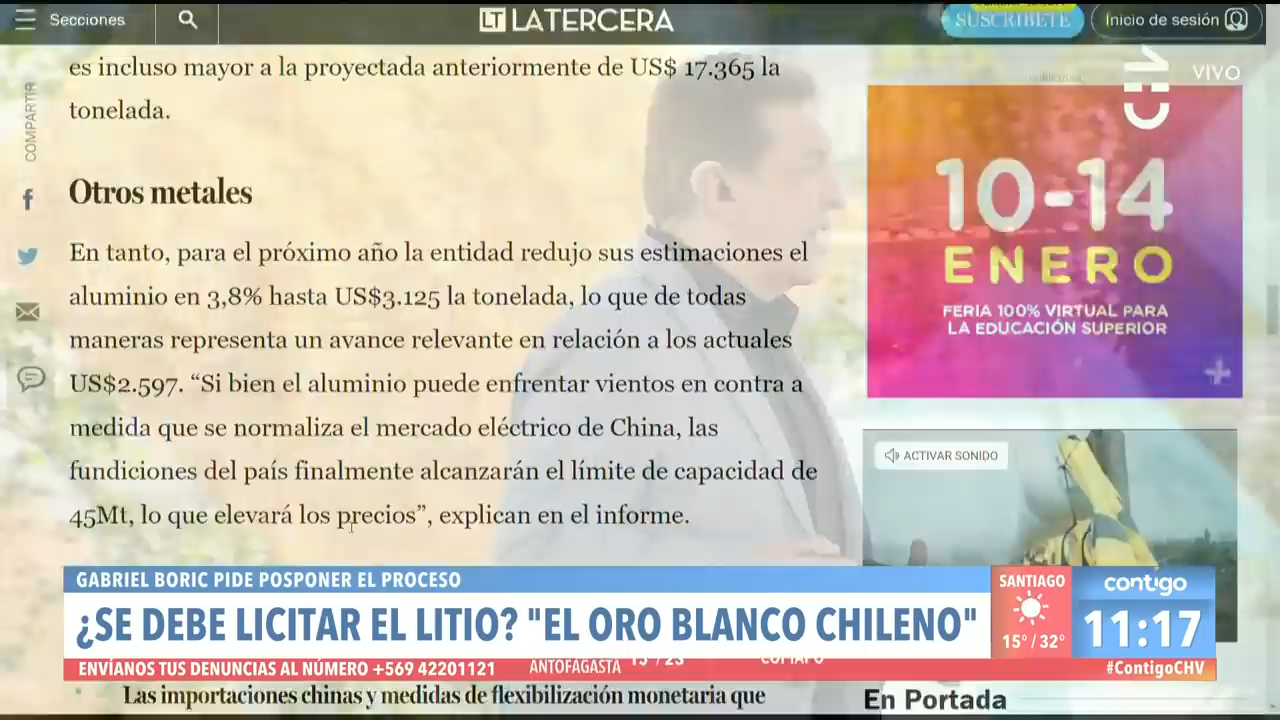 Secciones
LT LATERCERA
SUSCRÍBETE
Inicio de sesión
es incluso mayor a la proyectada anteriormente de US$ 17.365 la
tonelada.
COMPARTIR
CHV
VIVO
Otros metales
En tanto, para el próximo año la entidad redujo sus estimaciones el
aluminio en 3,8% hasta US$3.125 la tonelada, lo que de todas
maneras representa un avance relevante en relación a los actuales
US$2.597. “Si bien el aluminio puede enfrentar vientos en contra a
medida que se normaliza el mercado eléctrico de China, las
fundiciones del país finalmente alcanzarán el límite de capacidad de
45Mt, lo que elevará los precios”, explican en el informe.
10-14
ENERO
FERIA 100% VIRTUAL PARA
LA EDUCACIÓN SUPERIOR
ACTIVAR SONIDO
GABRIEL BORIC PIDE POSPONER EL PROCESO
¿SE DEBE LICITAR EL LITIO? "EL ORO BLANCO CHILENO"
SANTIAGO
15°/32°
contigo
11:17
ENVÍANOS TUS DENUNCIAS AL NÚMERO +569 42201121
ANTOFAGASTA
#ContigoCHV
Las importaciones chinas y medidas de flexibilización monetaria que
En Portada